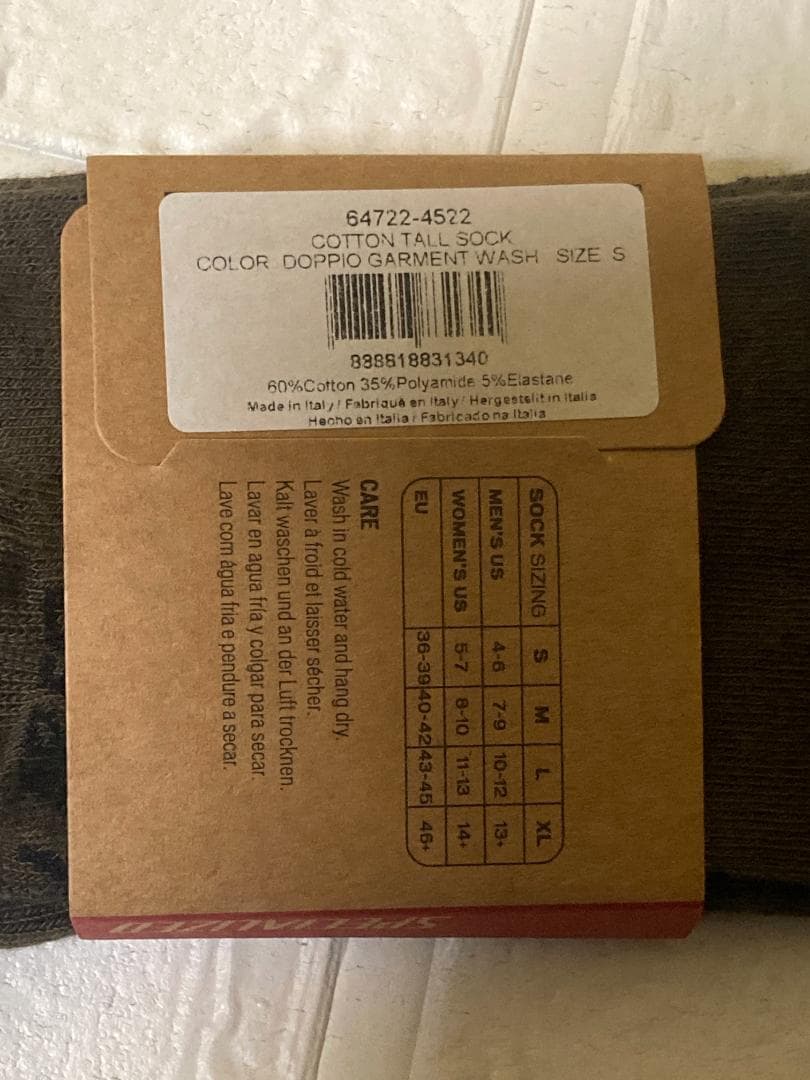 64722-4522
COTTON TALL SOCK
COLOR DOPPIO GARMENT WASH SIZE S
888818831340
60%Cotton 35%Polyamide 5%Elastane
Made in Italy / Fabriqué en Italy / Hergestellt in Italia
Hecho en Italia / Fabricado na Italia
SOCK SIZING S M L XL
MEN'S US 4-6 7-9 10-12 13+
WOMEN'S US 5-7 8-10 11-13 14+
EU 36-39 40-42 43-45 46+
CARE
Wash in cold water and hang dry.
Laver à froid et laisser sécher.
Kalt waschen und an der Luft trocknen.
Lavar en agua fría y colgar para secar.
Lave com água fria e pendure a secar.
SPECIALIZED